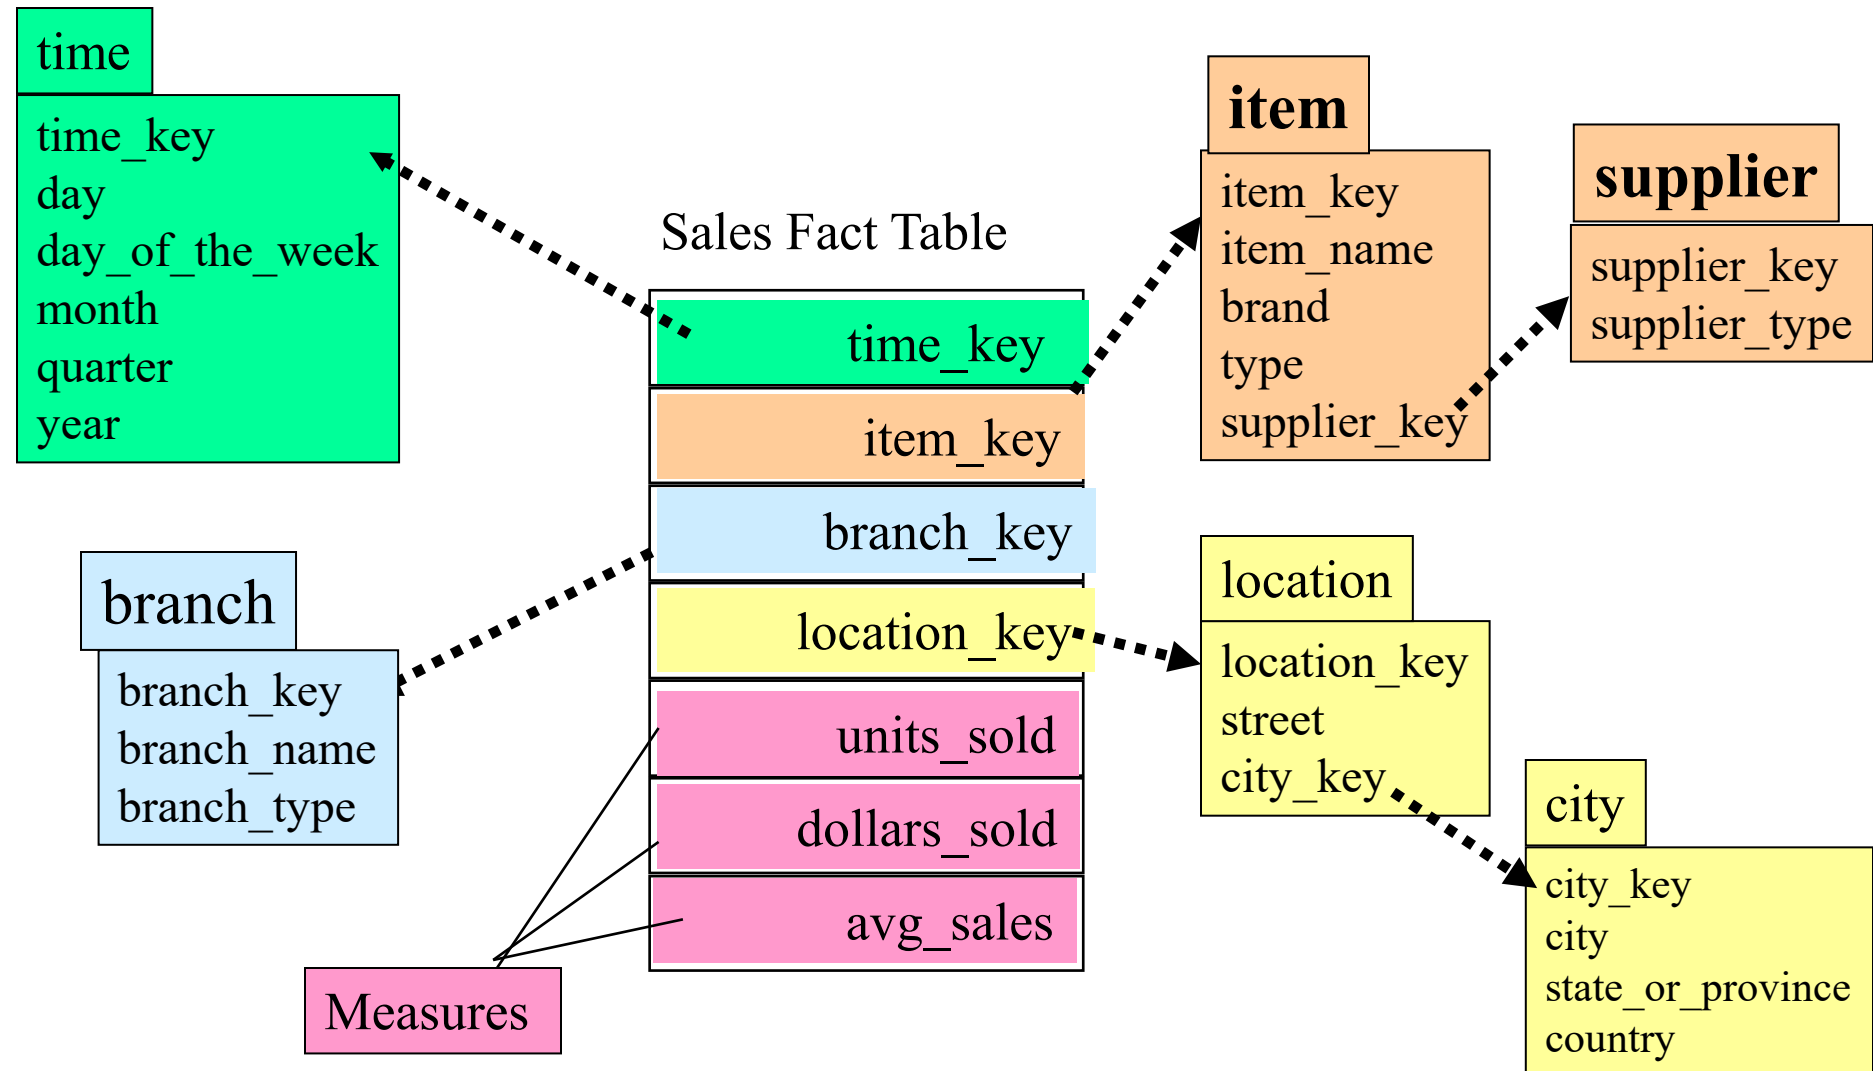 time
time_key
day
day_of_the_week
month
quarter
year
Sales Fact Table
time_key
item_key
branch_key
location_key
units_sold
dollars_sold
avg_sales
Measures
branch
branch_key
branch_name
branch_type
item
item_key
item_name
brand
type
supplier_key
supplier
supplier_key
supplier_type
location
location_key
street
city_key
city
city_key
city
state_or_province
country